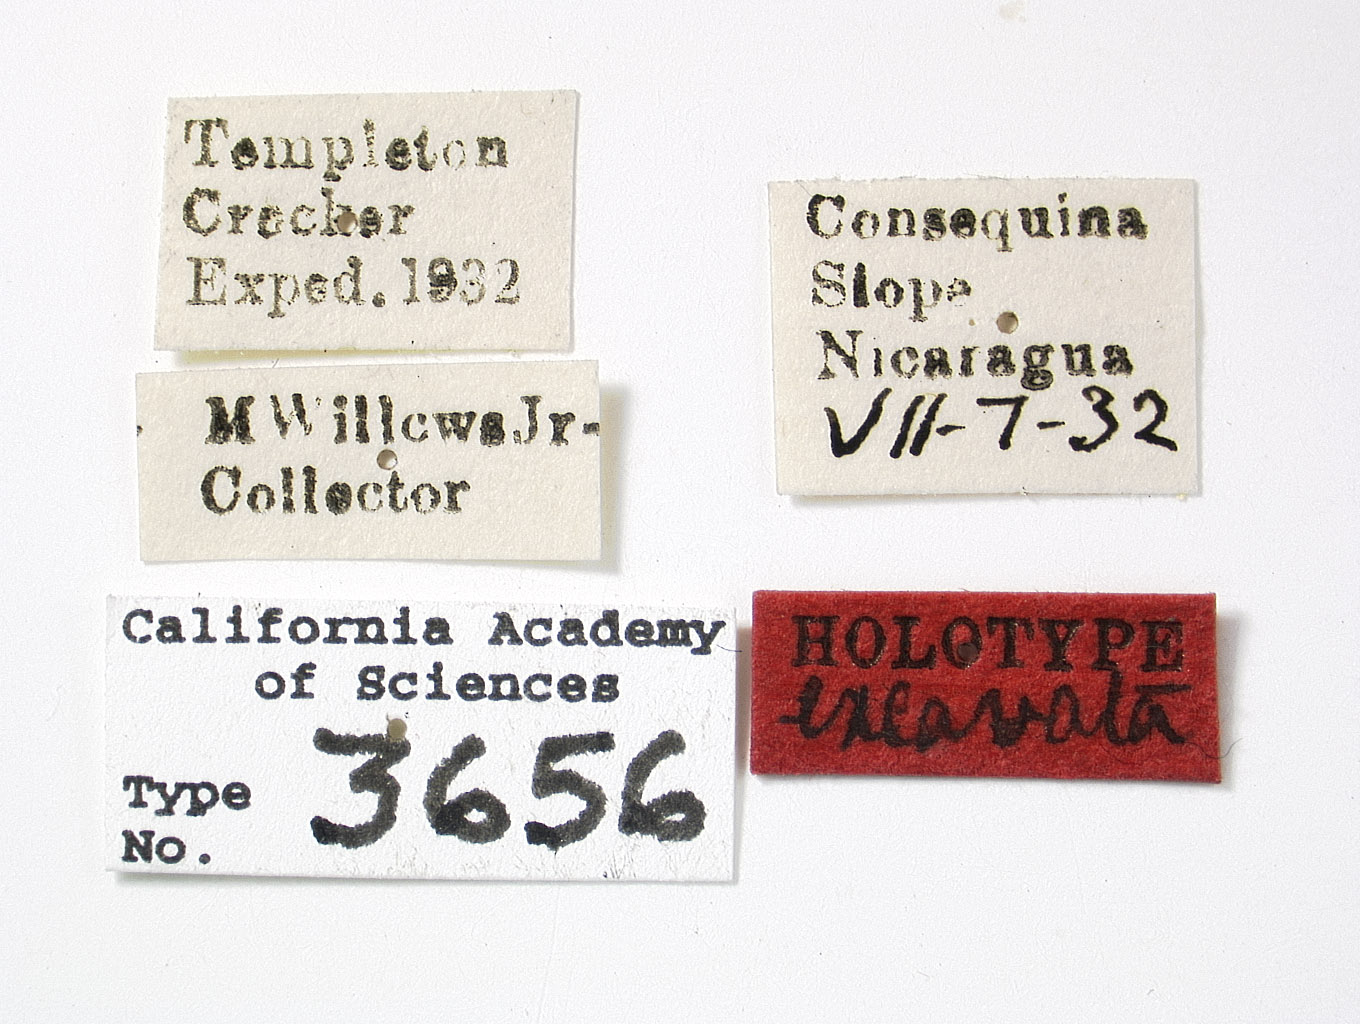 Templeton
Crocker
Exped. 1932
M Willows Jr-
Collector
Consequina
Slope
Nicaragua
VII-7-32
California Academy
of Sciences
Type
No. 3656
HOLOTYPE
excavata